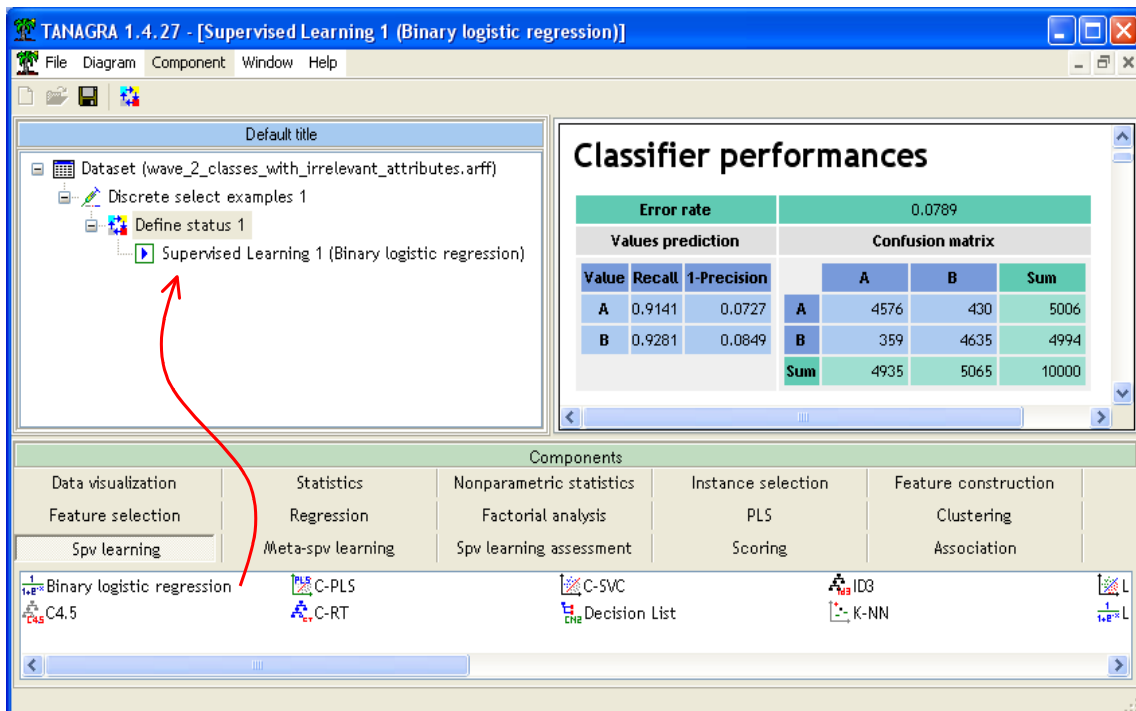 TANAGRA 1.4.27 - [Supervised Learning 1 (Binary logistic regression)]
File Diagram Component Window Help
Default title
Dataset (wave_2_classes_with_irrelevant_attributes.arff)
Discrete select examples 1
Define status 1
Supervised Learning 1 (Binary logistic regression)
Classifier performances
Error rate 0.0789
Values prediction Confusion matrix
Value Recall 1-Precision A B Sum
A 0.9141 0.0727 A 4576 430 5006
B 0.9281 0.0849 B 359 4635 4994
Sum 4935 5065 10000
Components
Data visualization Statistics Nonparametric statistics Instance selection Feature construction
Feature selection Regression Factorial analysis PLS Clustering
Spv learning Meta-spv learning Spv learning assessment Scoring Association
Binary logistic regression C-PLS C-SVC ID3 L
C4.5 C-RT Decision List K-NN L